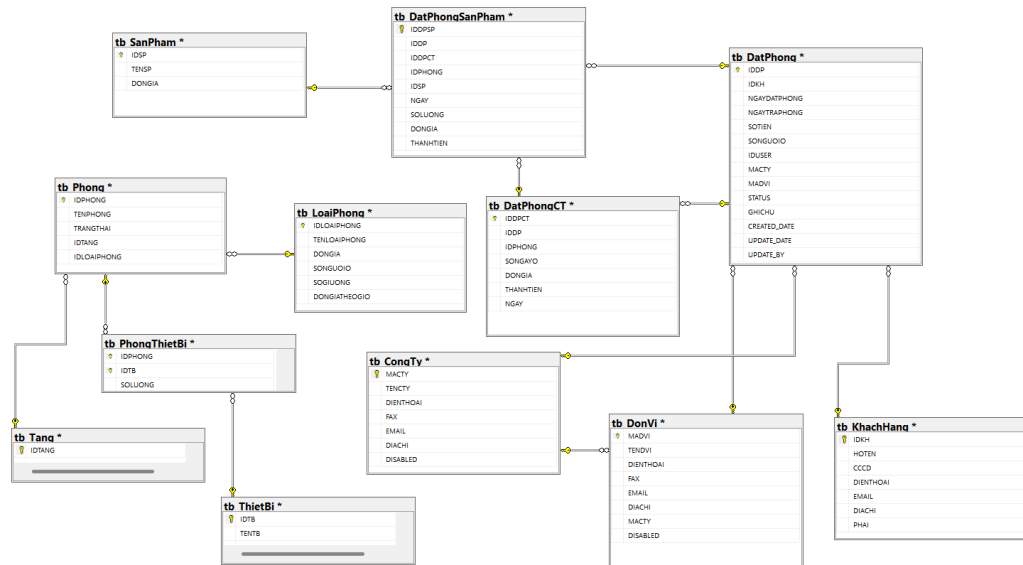 tb_DatPhongSanPham *
IDDPSP
IDDP
IDDPCT
IDPHONG
IDSP
NGAY
SOLUONG
DONGIA
THANHTIEN
tb_SanPham *
IDSP
TENSP
DONGIA
tb_DatPhong *
IDDP
IDKH
NGAYDATPHONG
NGAYTRAPHONG
SOTIEN
SONGUOIO
IDUSER
MACTY
MADVI
STATUS
GHICHU
CREATED_DATE
UPDATE_DATE
UPDATE_BY
tb_Phong *
IDPHONG
TENPHONG
TRANGTHAI
IDTANG
IDLOAIPHONG
tb_LoaiPhong *
IDLOAIPHONG
TENLOAIPHONG
DONGIA
SONGUOIO
SOGIUONG
DONGIATHEOGIO
tb_DatPhongCT *
IDDPCT
IDDP
IDPHONG
SONGAYO
DONGIA
THANHTIEN
NGAY
tb_PhongThietBi *
IDPHONG
IDTB
SOLUONG
tb_CongTy *
MACTY
TENCTY
DIENTHOAI
FAX
EMAIL
DIACHI
DISABLED
tb_DonVi *
MADVI
TENDVI
DIENTHOAI
FAX
EMAIL
DIACHI
MACTY
DISABLED
tb_KhachHang *
IDKH
HOTEN
CCCD
DIENTHOAI
EMAIL
DIACHI
PHAI
tb_Tang *
IDTANG
tb_ThietBi *
IDTB
TENTB